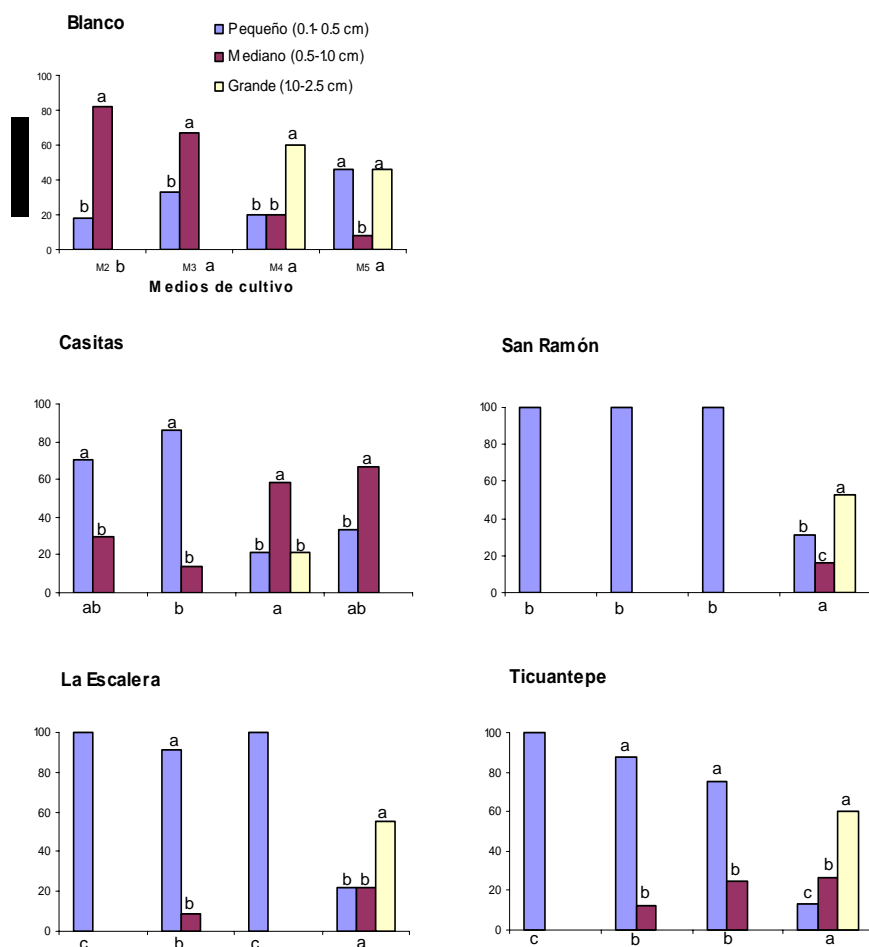 Blanco
Pequeño (0.1- 0.5 cm)
Mediano (0.5-1.0 cm)
Grande (1.0-2.5 cm)
100
80
60
40
20
0
b a b a b b a a b a
M2 b M3 a M4 a M5 a
Medios de cultivo
Casitas
100
80
60
40
20
0
a b a b b a b b a
ab b a ab
San Ramón
100
80
60
40
20
0
b c a
b b b a
La Escalera
100
80
60
40
20
0
a b b b a
c b c a
Ticuantepe
100
80
60
40
20
0
a b a b c b a
c b b a